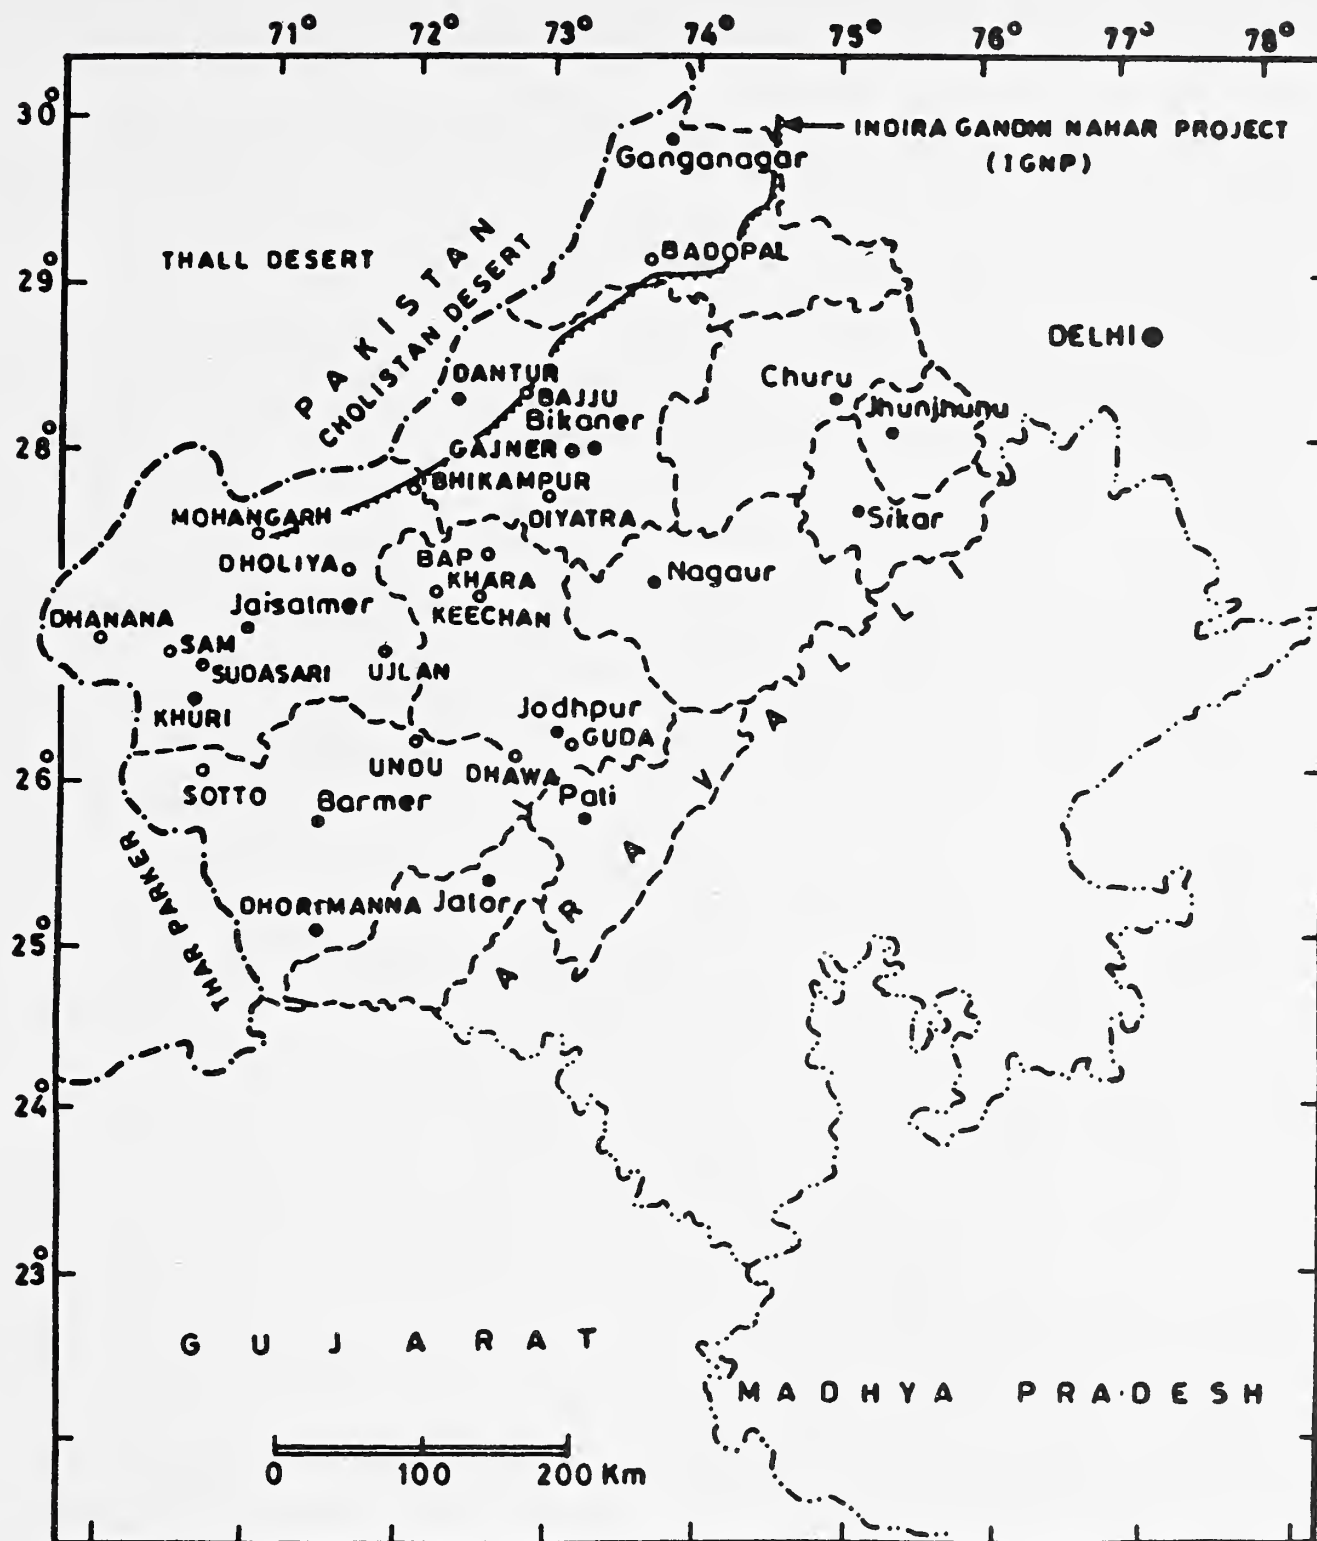 71° 72° 73° 74° 75° 76° 77° 78°
30°
INDIRA GANDHI NAHAR PROJECT
(IGNP)
Ganganagar
PAKISTAN
CHOLISTAN DESERT
THALL DESERT
BADOPAL
29°
DELHI
DANTUR
Churu
BAJJU
Jhunjhunu
Bikaner
28°
GAJNER
BHIKAMPUR
MOHANGARH
DIYATRA
Sikar
BAP
DHOLIYA
KHARA
Nagaur
Jaisalmer
KEECHAN
DHANANA
SAM
SUDASARI
UJLAN
KHURI
Jodhpur
GUDA
UNDU
DHAWA
26°
SOTTO
Barmer
Pali
ARAVALI
THAR PARKER
DHORIMANNA
Jalor
25°
24°
23°
GUJARAT
MADHYA PRADESH
0 100 200 Km